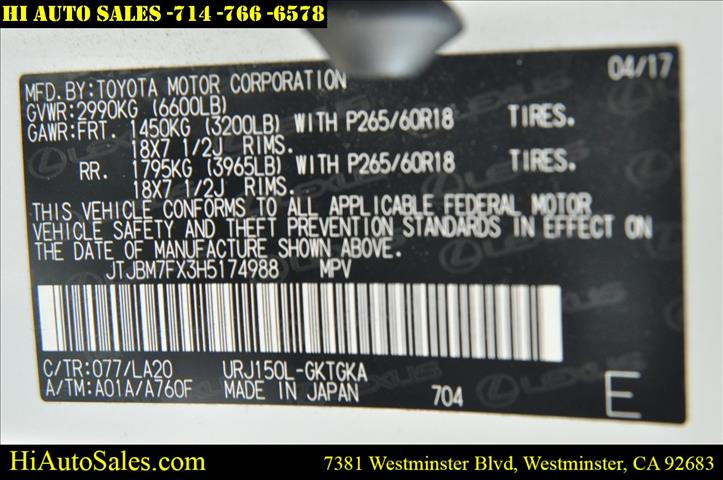 HI AUTO SALES -714 -766 -6578
MFD. BY:TOYOTA MOTOR CORPORATION 04/17
GVWR:2990KG (6600LB)
GAWR:FRT. 1450KG (3200LB) WITH P265/60R18 TIRES.
18X7 1/2J RIMS.
RR. 1795KG (3965LB) WITH P265/60R18 TIRES.
18X7 1/2J RIMS.
THIS VEHICLE CONFORMS TO ALL APPLICABLE FEDERAL MOTOR
VEHICLE SAFETY AND THEFT PREVENTION STANDARDS IN EFFECT ON
THE DATE OF MANUFACTURE SHOWN ABOVE.
JTJBM7FX3H5174988 MPV
C/TR:077/LA20 URJ150L-GKTGKA
A/TM:A01A/A760F MADE IN JAPAN 704 E
HiAutoSales.com 7381 Westminster Blvd, Westminster, CA 92683